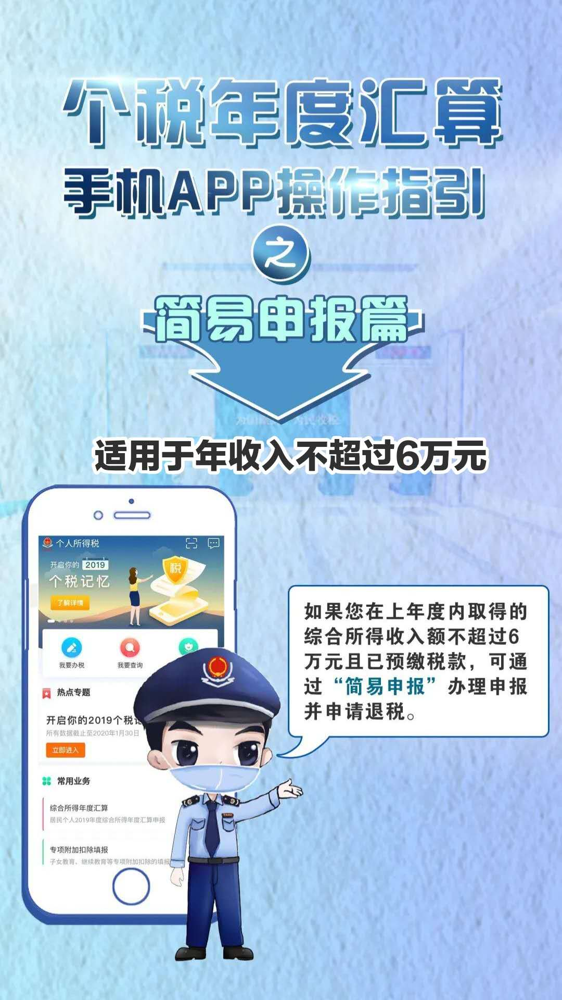 个税年度汇算
手机APP操作指引
之
简易申报篇
适用于年收入不超过6万元
个人所得税
开启你的 2019
个税记忆
税
了解详情
我要办税
我要查询
热点专题
开启你的2019个税
所有数据截止至2020年1月30日
立即进入
常用业务
综合所得年度汇算
居民个人2019年度综合所得年度汇算申报
专项附加扣除填报
子女教育、继续教育等专项附加扣除的填报
如果您在上年度内取得的
综合所得收入额不超过6
万元且已预缴税款，可通
过“简易申报”办理申报
并申请退税。